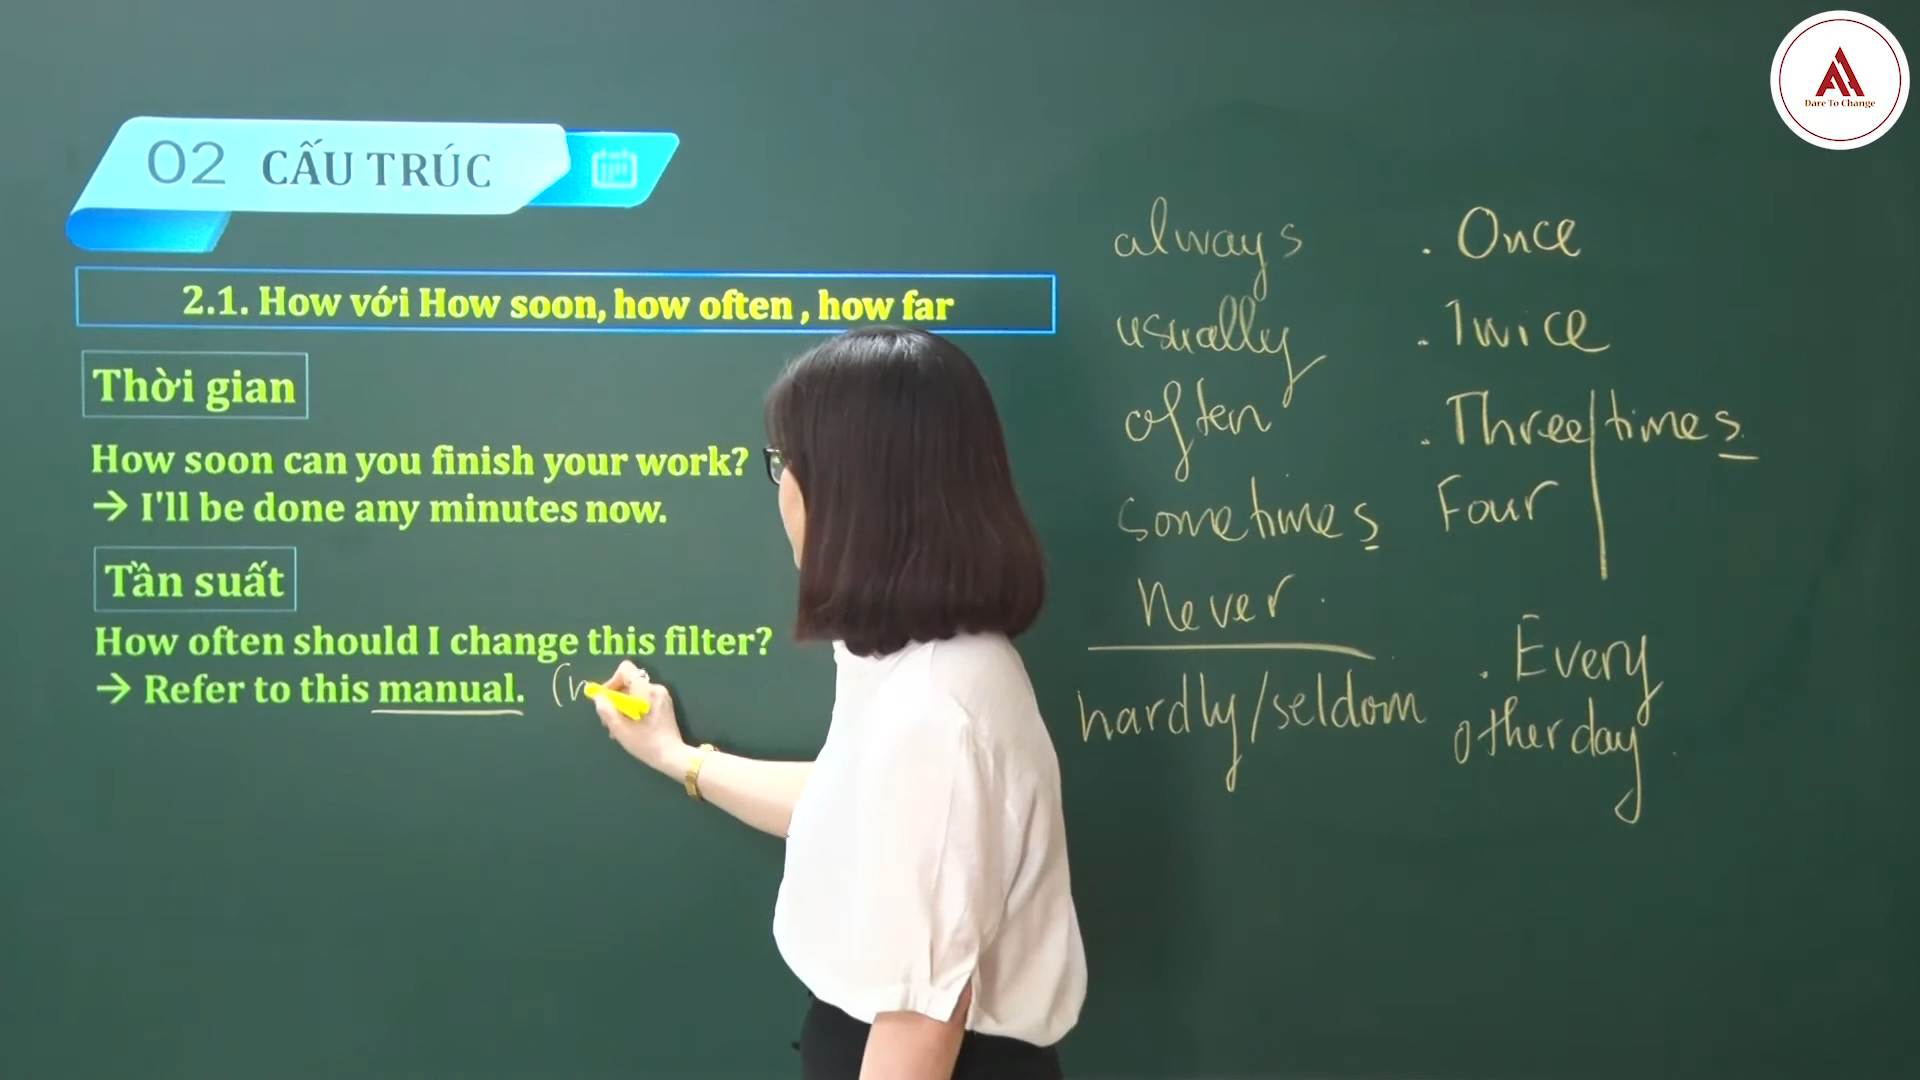 Dare To Change
02 CẤU TRÚC
2.1. How với How soon, how often , how far
Thời gian
How soon can you finish your work?
→ I'll be done any minutes now.
Tần suất
How often should I change this filter?
→ Refer to this manual.
always
usually
often
sometimes
Never.
hardly/seldom
. Once
. Twice
. Three times
Four
. Every
other day.